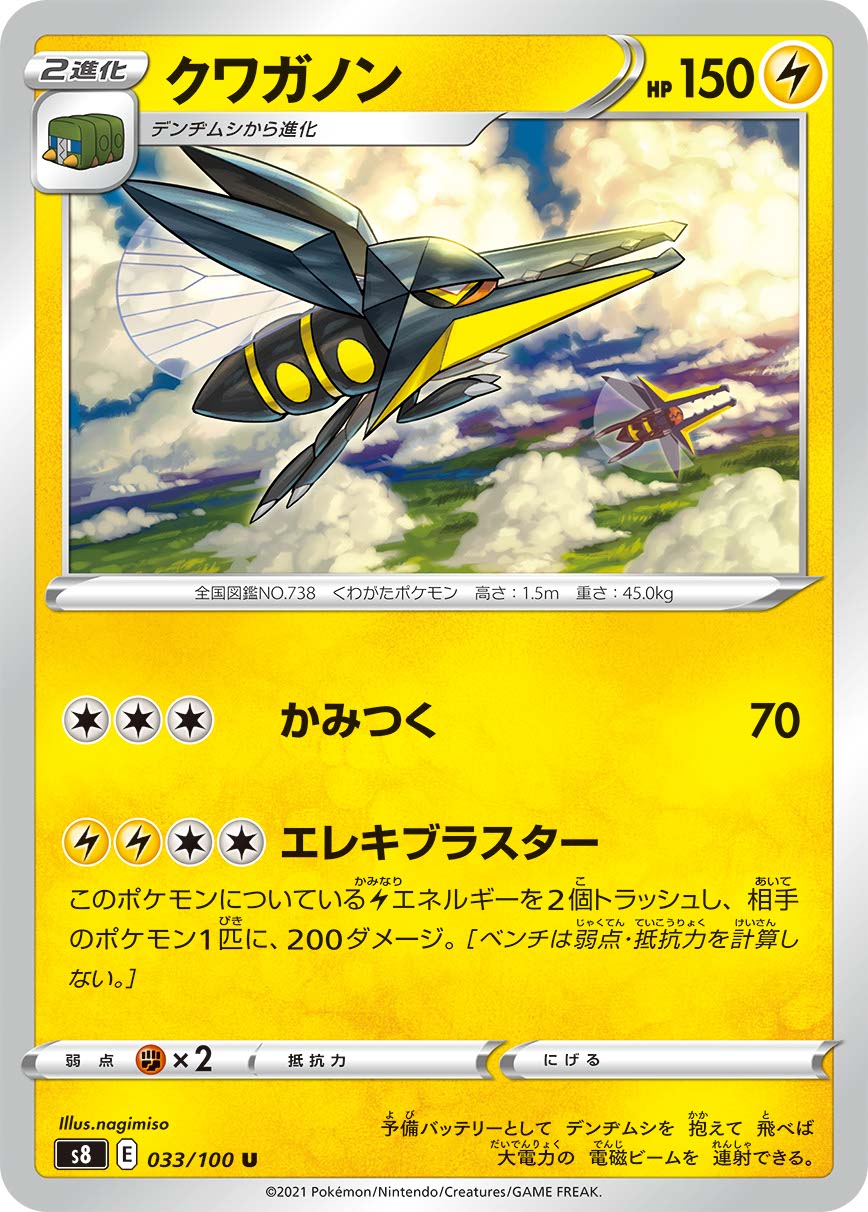 2進化
クワガノン
HP 150
デンヂムシから進化
全国図鑑NO.738 くわがたポケモン 高さ：1.5m 重さ：45.0kg
かみつく 70
エレキブラスター
このポケモンについているエネルギーを2個トラッシュし、相手
のポケモン1匹に、200ダメージ。[ベンチは弱点・抵抗力を計算し
ない。]
弱点 ×2 抵抗力 にげる
Illus.nagimiso
予備バッテリーとして デンヂムシを 抱えて 飛べば
大電力の 電磁ビームを 連射できる。
s8 E 033/100 U
©2021 Pokémon/Nintendo/Creatures/GAME FREAK.